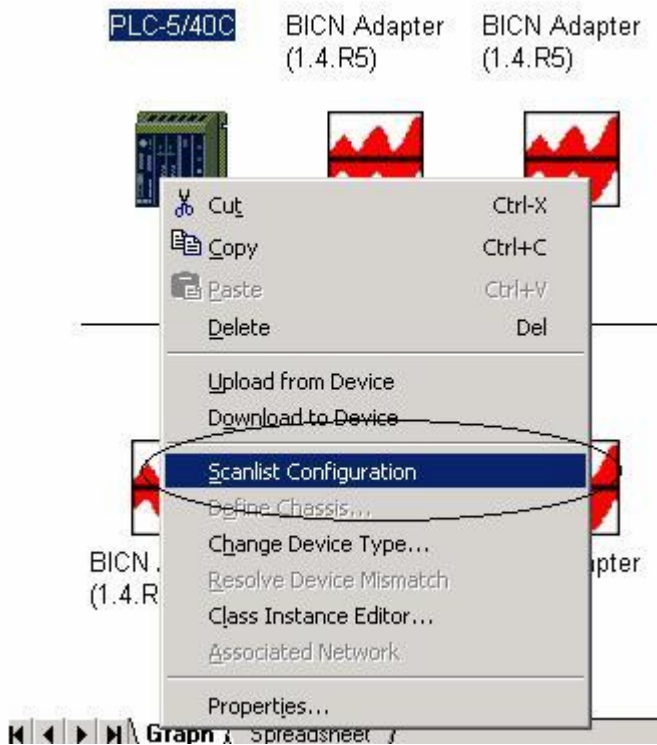 PLC-5/40C
BICN Adapter
(1.4.R5)
BICN Adapter
(1.4.R5)
Cut Ctrl-X
Copy Ctrl+C
Paste Ctrl+V
Delete Del
Upload from Device
Download to Device
Scanlist Configuration
Define Chassis...
Change Device Type...
Resolve Device Mismatch
Class Instance Editor...
Associated Network
Properties...
BICN
(1.4.R
Graph
Spreadsheet